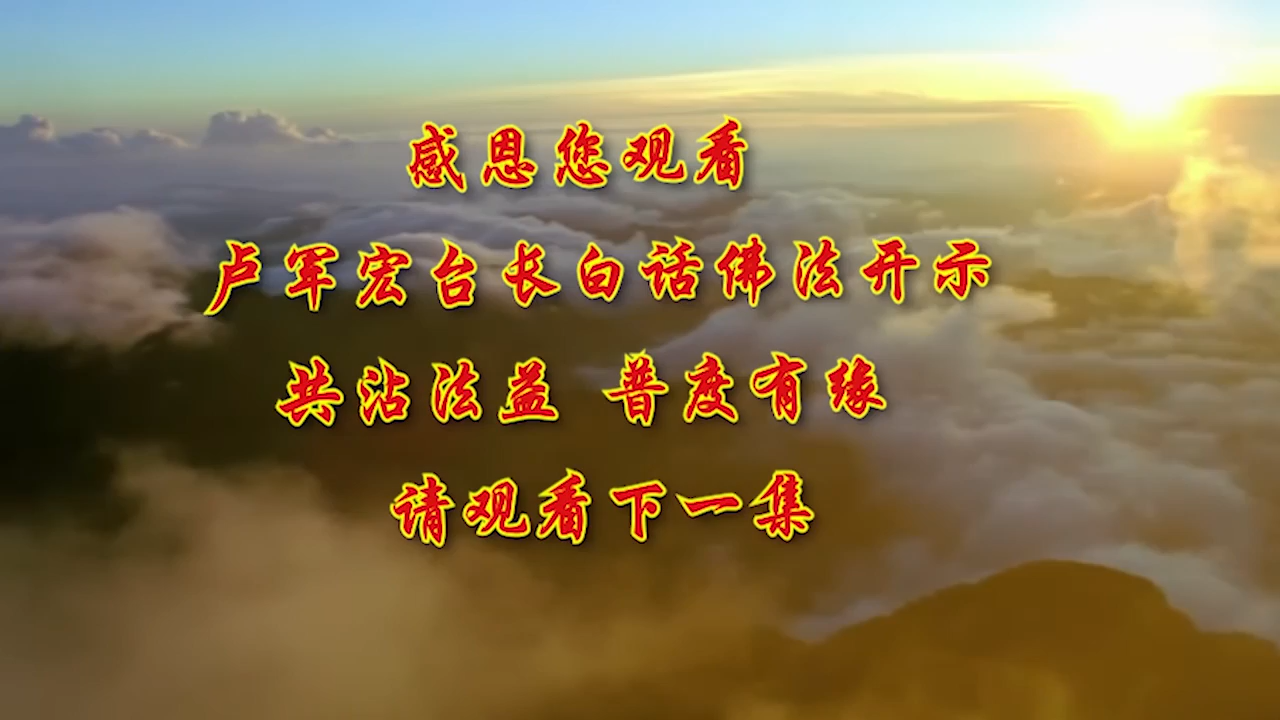 感恩您观看
卢军宏台长白话佛法开示
共沾法益 普度有缘
请观看下一集